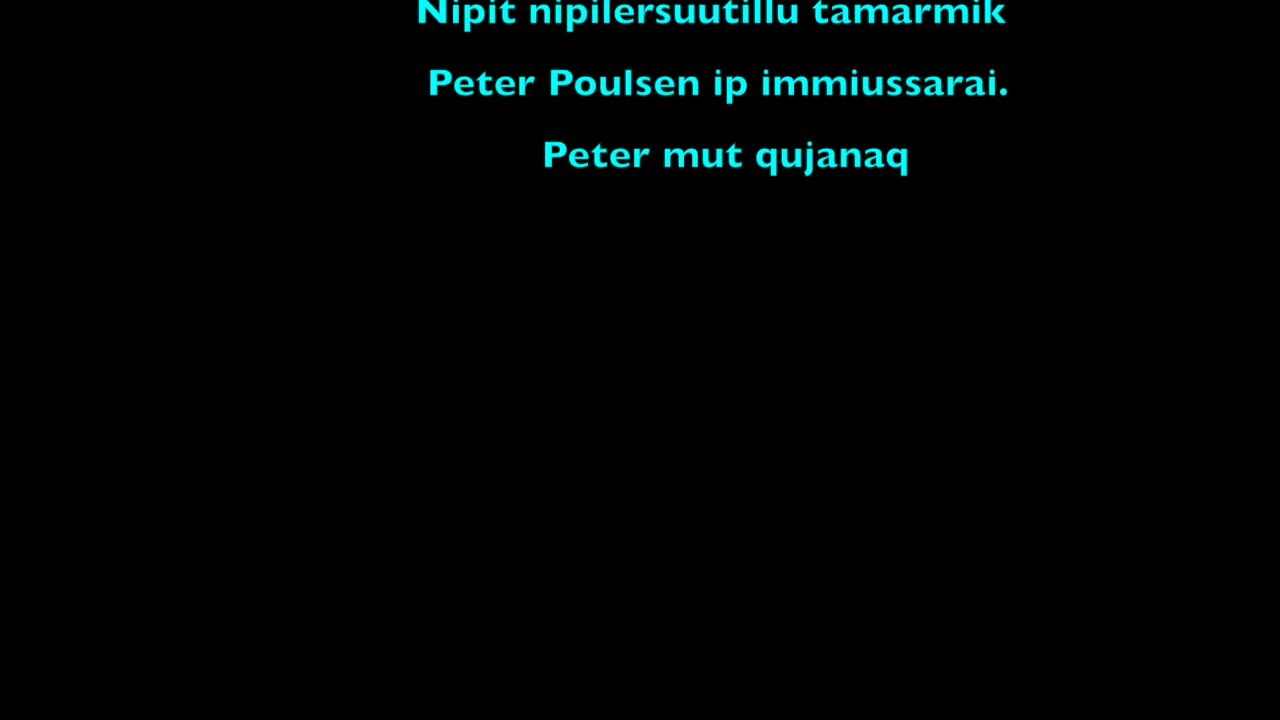 Nipit nipilersuutillu tamarmik
Peter Poulsen ip immiussarai.
Peter mut qujanaq